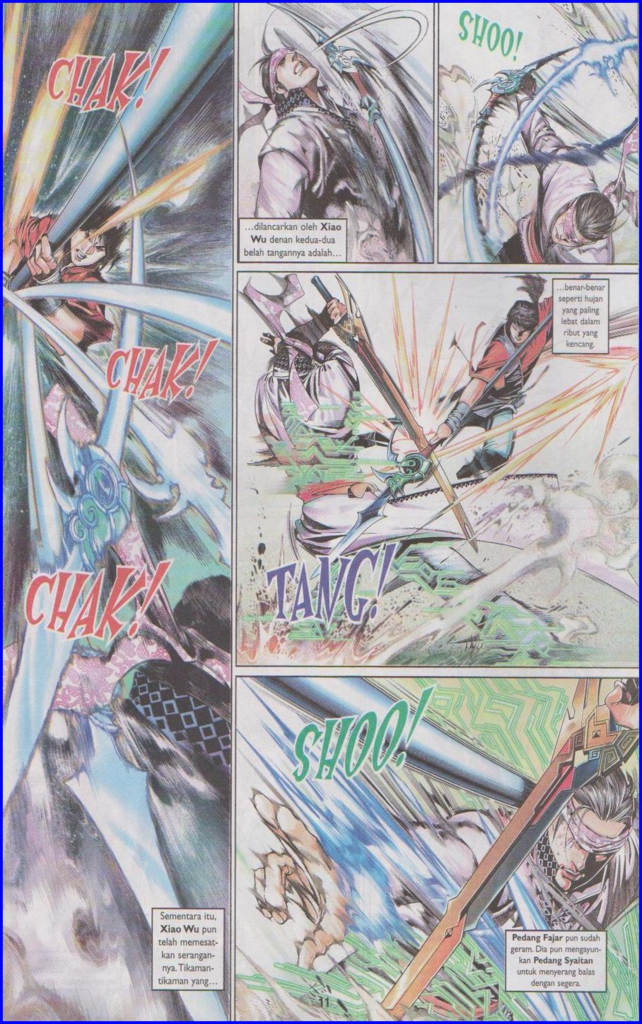 CHAK!
CHAK!
CHAK!
Sementara itu,
Xiao Wu pun
telah memesat-
kan serangan-
nya. Tikaman-
tikaman yang...
...dilancarkan oleh Xiao
Wu denan kedua-dua
belah tangannya adalah...
SHOO!
...benar-benar
seperti hujan
yang paling
lebat dalam
ribut yang
kencang.
TANG!
SHOO!
Pedang Fajar pun sudah
geram. Dia pun mengayun-
kan Pedang Syaitan
untuk menyerang balas
dengan segera.
11